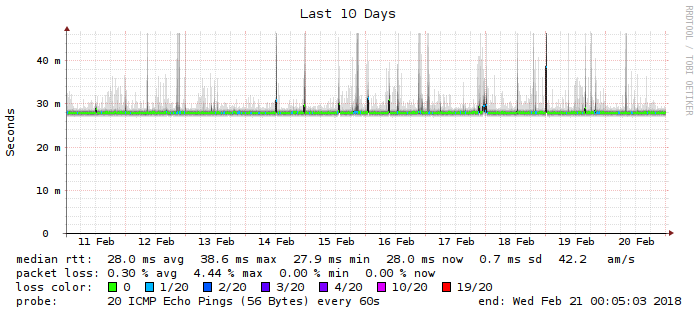 Last 10 Days
RRDTOOL / TOBI OETIKER
Seconds
40 m
30 m
20 m
10 m
0
11 Feb 12 Feb 13 Feb 14 Feb 15 Feb 16 Feb 17 Feb 18 Feb 19 Feb 20 Feb
median rtt: 28.0 ms avg 38.6 ms max 27.9 ms min 28.0 ms now 0.7 ms sd 42.2 am/s
packet loss: 0.30 % avg 4.44 % max 0.00 % min 0.00 % now
loss color: 0 1/20 2/20 3/20 4/20 10/20 19/20
probe: 20 ICMP Echo Pings (56 Bytes) every 60s end: Wed Feb 21 00:05:03 2018